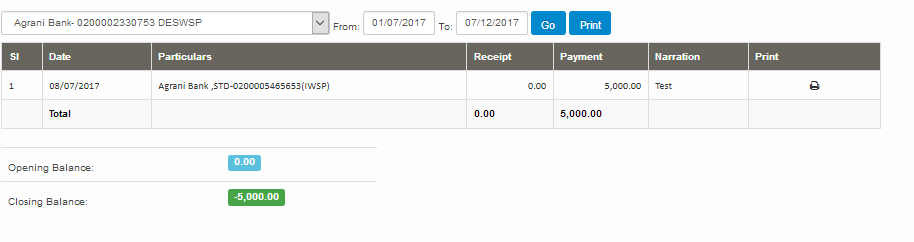 Agrani Bank- 0200002330753 DESWSP From: 01/07/2017 To: 07/12/2017 Go Print
Sl Date Particulars Receipt Payment Narration Print
1 08/07/2017 Agrani Bank ,STD-0200005465653(IWSP) 0.00 5,000.00 Test
Total 0.00 5,000.00
Opening Balance: 0.00
Closing Balance: -5,000.00